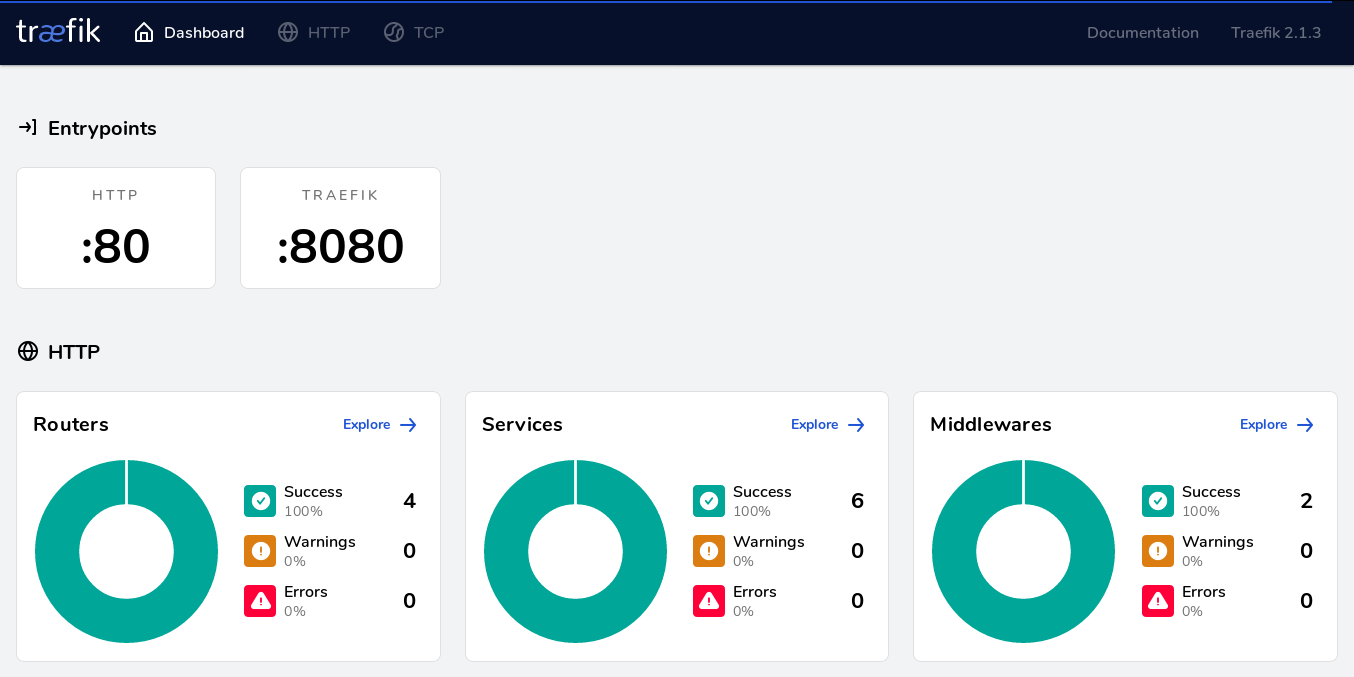 træfik Dashboard HTTP TCP Documentation Traefik 2.1.3
Entrypoints
HTTP TRAEFIK
:80 :8080
HTTP
Routers Explore Services Explore Middlewares Explore
Success 4 Success 6 Success 2
100% 100% 100%
Warnings 0 Warnings 0 Warnings 0
0% 0% 0%
Errors 0 Errors 0 Errors 0
0% 0% 0%